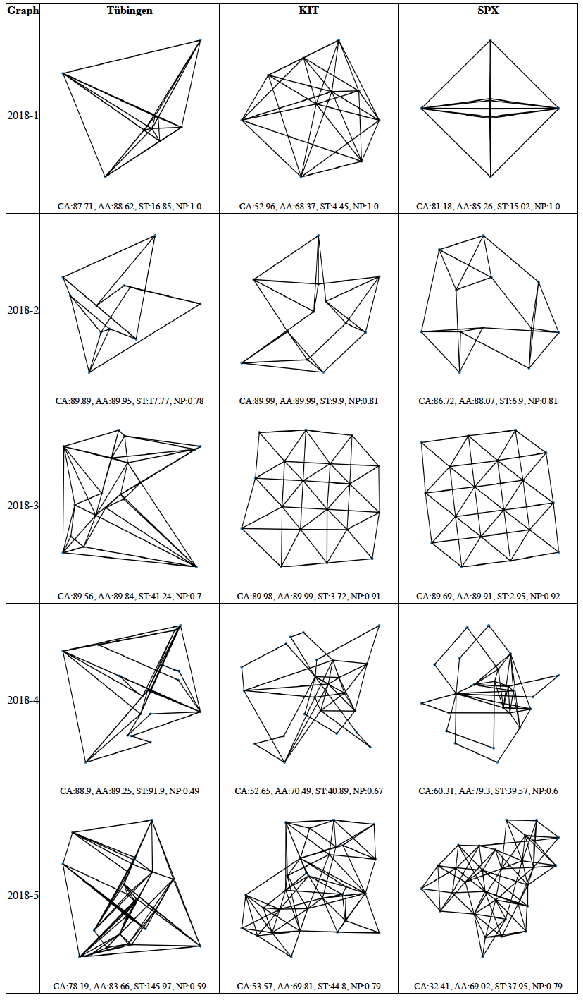 Graph Tübingen KIT SPX
2018-1
CA:87.71, AA:88.62, ST:16.85, NP:1.0 CA:52.96, AA:68.37, ST:4.45, NP:1.0 CA:81.18, AA:85.26, ST:15.02, NP:1.0
2018-2
CA:89.89, AA:89.95, ST:17.77, NP:0.78 CA:89.99, AA:89.99, ST:9.9, NP:0.81 CA:86.72, AA:88.07, ST:6.9, NP:0.81
2018-3
CA:89.56, AA:89.84, ST:41.24, NP:0.7 CA:89.98, AA:89.99, ST:3.72, NP:0.91 CA:89.69, AA:89.91, ST:2.95, NP:0.92
2018-4
CA:88.9, AA:89.25, ST:91.9, NP:0.49 CA:52.65, AA:70.49, ST:40.89, NP:0.67 CA:60.31, AA:79.3, ST:39.57, NP:0.6
2018-5
CA:78.19, AA:83.66, ST:145.97, NP:0.59 CA:53.57, AA:69.81, ST:44.8, NP:0.79 CA:32.41, AA:69.02, ST:37.95, NP:0.79